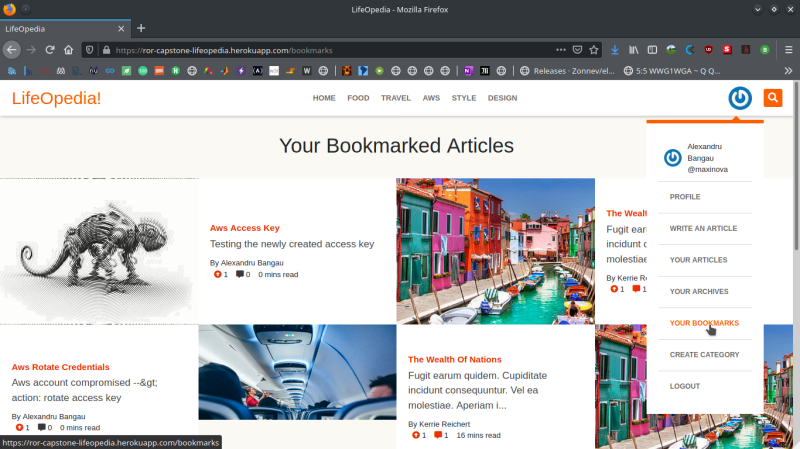 LifeOpedia - Mozilla Firefox
LifeOpedia
https://ror-capstone-lifeopedia.herokuapp.com/bookmarks
Releases · Zonnev/el...
5:5 WWG1WGA ~ Q Q...
LifeOpedia!
HOME FOOD TRAVEL AWS STYLE DESIGN
Your Bookmarked Articles
Alexandru
Bangau
@maxinova
PROFILE
WRITE AN ARTICLE
YOUR ARTICLES
YOUR ARCHIVES
YOUR BOOKMARKS
CREATE CATEGORY
LOGOUT
Aws Access Key
Testing the newly created access key
By Alexandru Bangau
1 0 0 mins read
The Wealt
Fugit earu
incidunt c
molestiae
By Kerrie Re
1 1
Aws Rotate Credentials
Aws account compromised --&gt;
action: rotate access key
By Alexandru Bangau
1 0 0 mins read
The Wealth Of Nations
Fugit earum quidem. Cupiditate
incidunt consequuntur. Vel ea
molestiae. Aperiam i...
By Kerrie Reichert
1 1 16 mins read
https://ror-capstone-lifeopedia.herokuapp.com/bookmarks